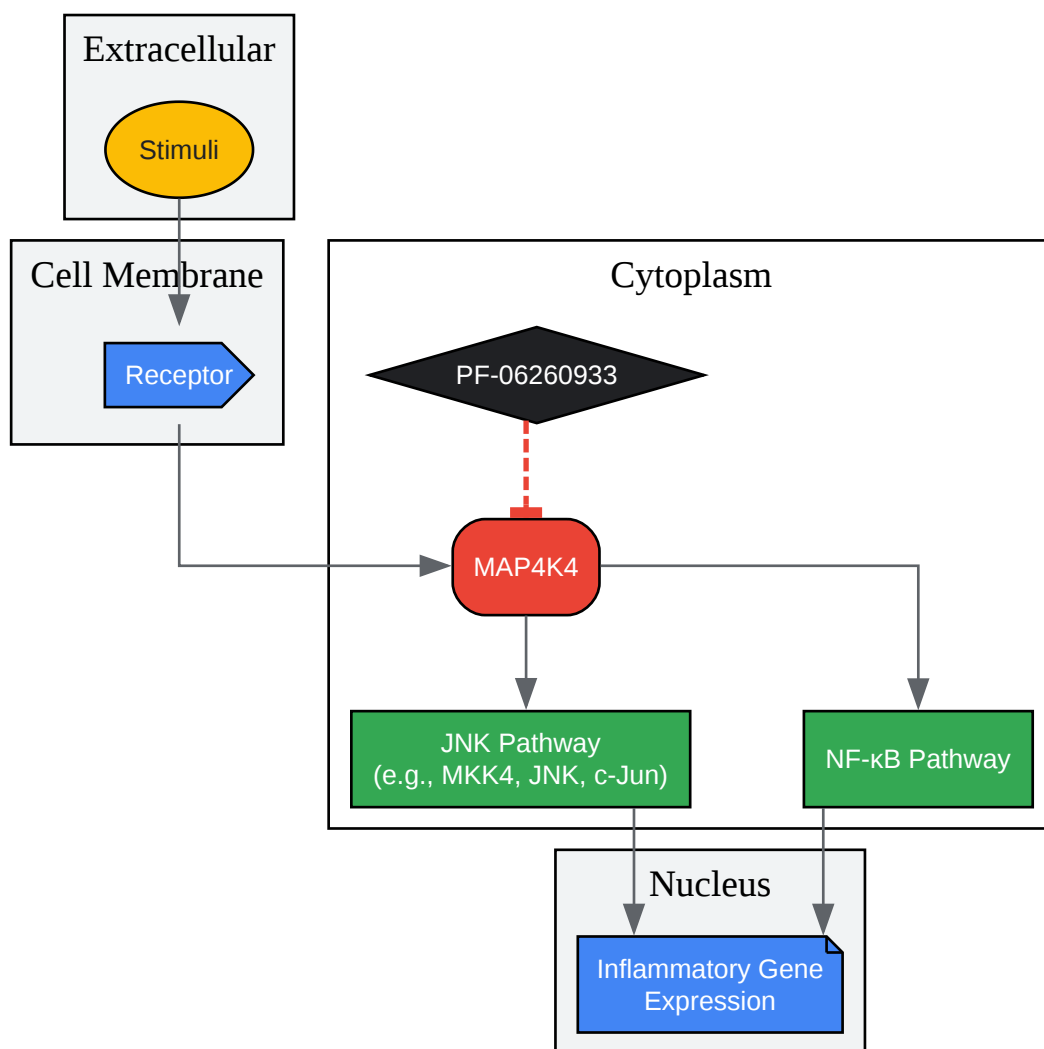 Extracellular
Stimuli
Cell Membrane
Receptor
Cytoplasm
PF-06260933
MAP4K4
JNK Pathway
(e.g., MKK4, JNK, c-Jun)
NF-κB Pathway
Nucleus
Inflammatory Gene
Expression